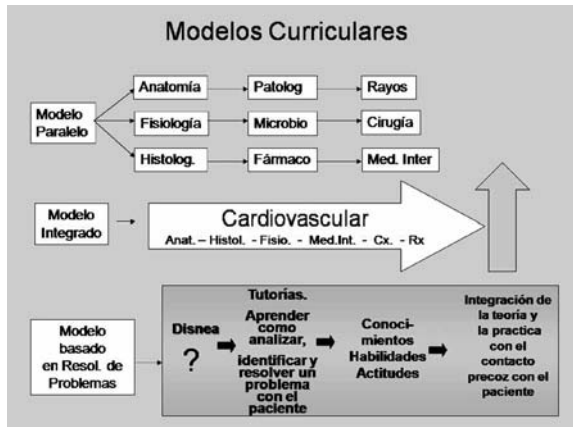 Modelos Curriculares
Anatomía
Patolog
Rayos
Modelo
Paralelo
Fisiología
Microbio
Cirugía
Histolog.
Fármaco
Med. Inter
Modelo
Integrado
Cardiovascular
Anat. – Histol. - Fisio. - Med.Int. - Cx. - Rx
Modelo
basado
en Resol. de
Problemas
Disnea
?
Tutorías.
Aprender
como
analizar,
identificar y
resolver un
problema
con el
paciente
Conoci-
mientos
Habilidades
Actitudes
Integración de
la teoría y
la practica
con el
contacto
precoz con el
paciente